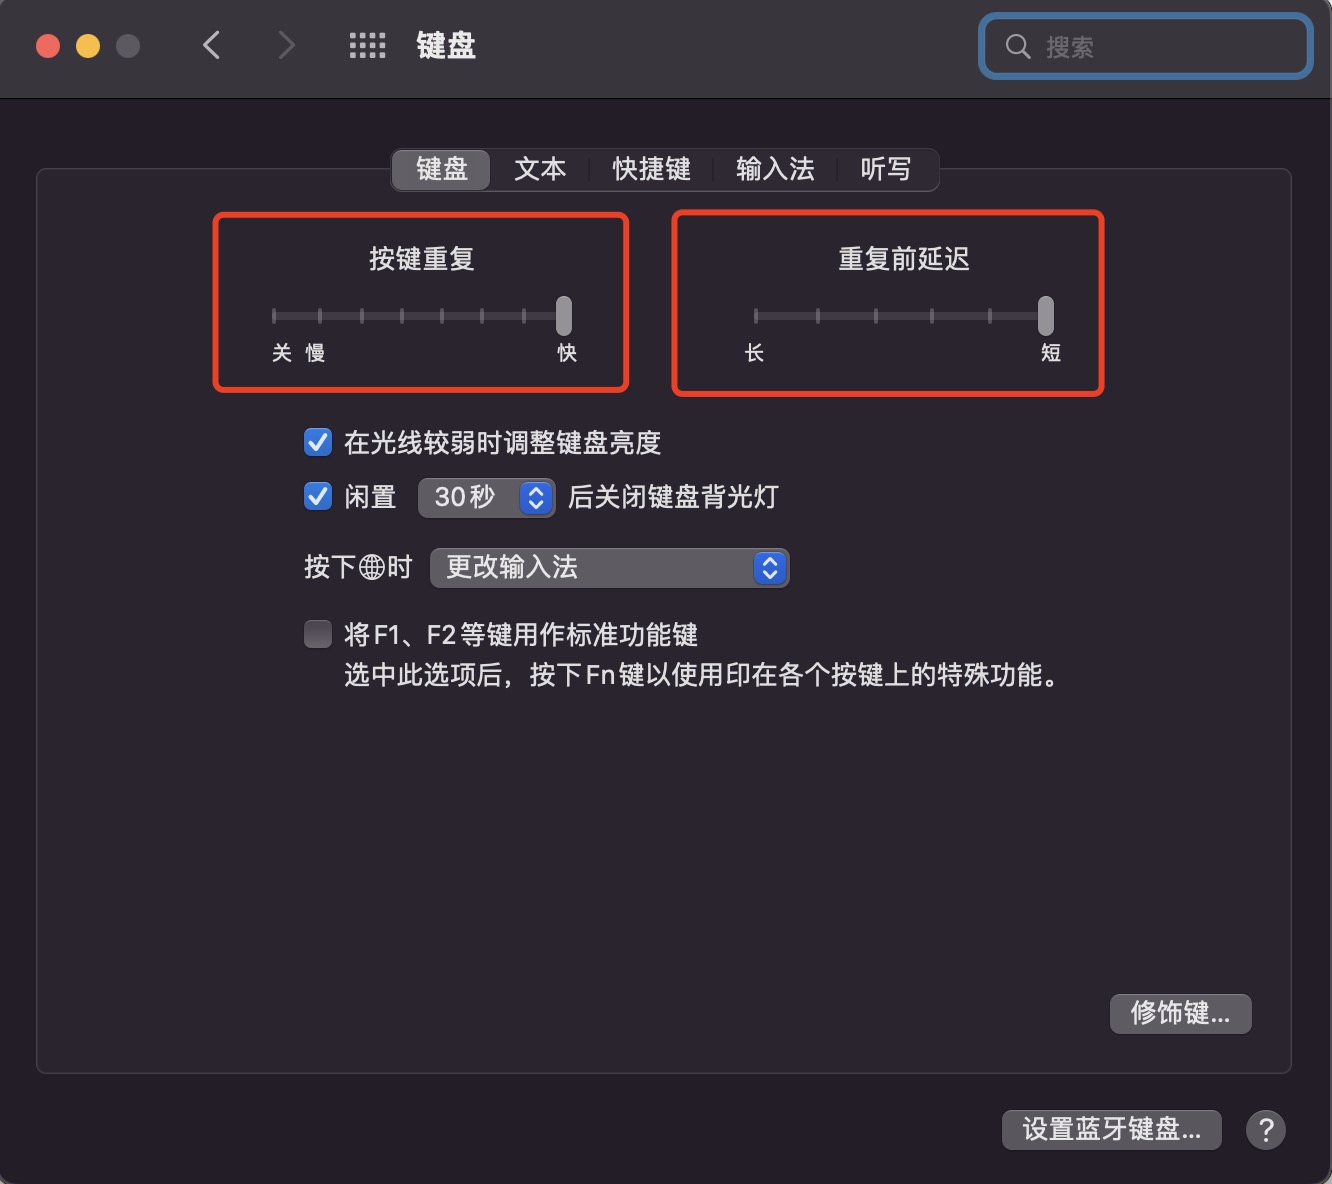 键盘
搜索
键盘 文本 快捷键 输入法 听写
按键重复 重复前延迟
关 慢 快 长 短
在光线较弱时调整键盘亮度
闲置 30秒 后关闭键盘背光灯
按下时 更改输入法
将F1、F2等键用作标准功能键
选中此选项后，按下Fn键以使用印在各个按键上的特殊功能。
修饰键...
设置蓝牙键盘... ?